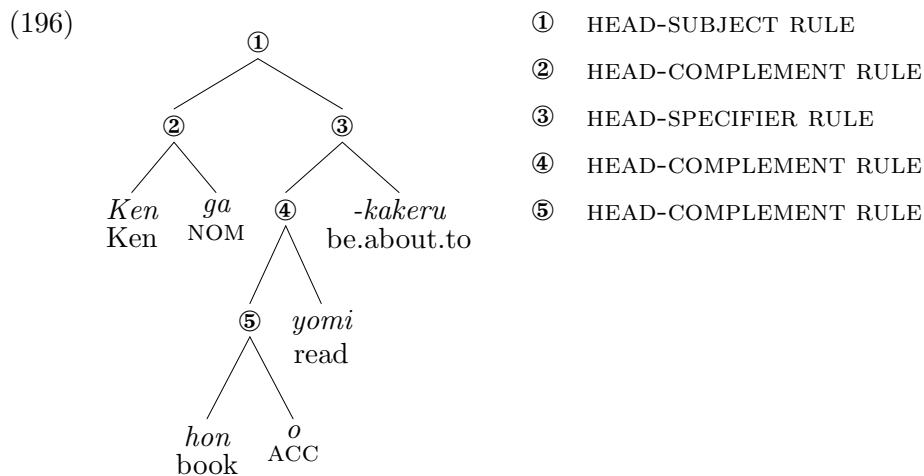 (196)
①
① HEAD-SUBJECT RULE
② HEAD-COMPLEMENT RULE
② ③
③ HEAD-SPECIFIER RULE
④ HEAD-COMPLEMENT RULE
Ken ga ④ -kakeru
⑤ HEAD-COMPLEMENT RULE
Ken NOM be.about.to
⑤ yomi
read
hon o
book ACC